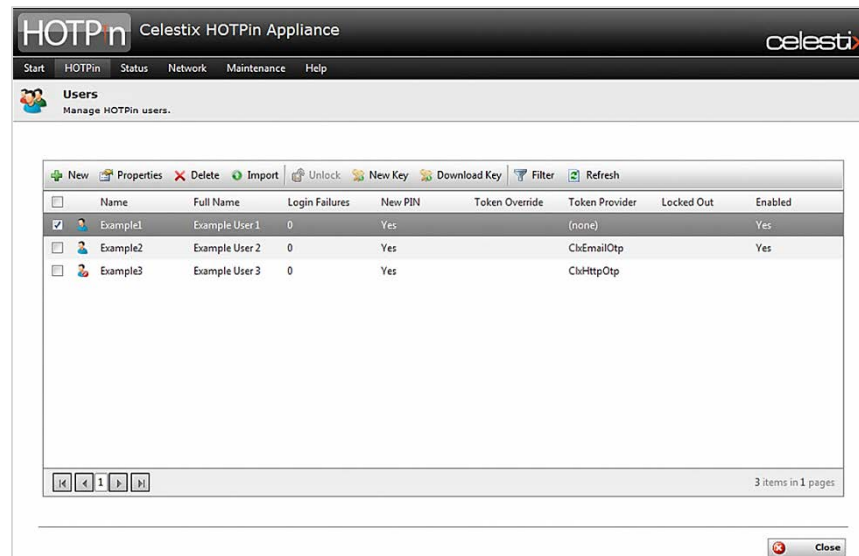 HOTPin Celestix HOTPin Appliance
celestix
Start HOTPin Status Network Maintenance Help
Users
Manage HOTPin users.
New Properties Delete Import Unlock New Key Download Key Filter Refresh
Name Full Name Login Failures New PIN Token Override Token Provider Locked Out Enabled
Example1 Example User 1 0 Yes (none) Yes
Example2 Example User 2 0 Yes ClxEmailOtp Yes
Example3 Example User 3 0 Yes ClxHttpOtp
1
3 items in 1 pages
Close